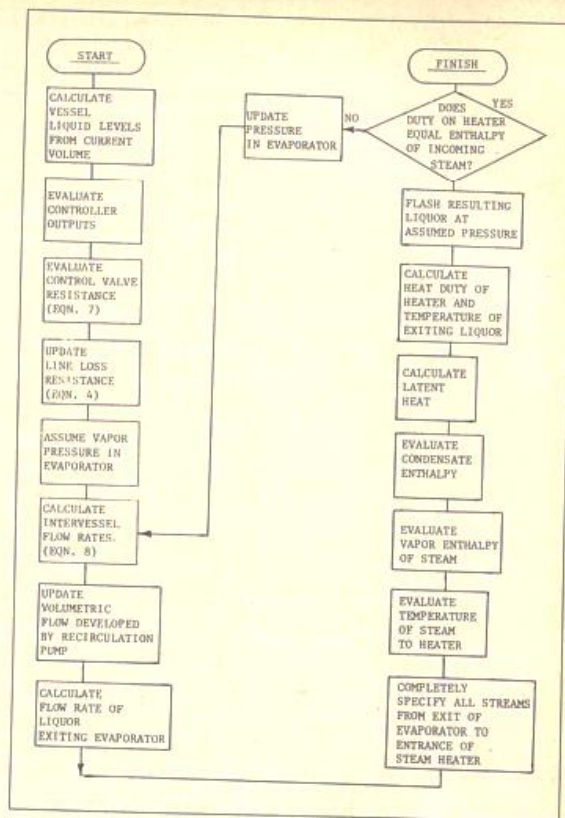 START
CALCULATE
VESSEL
LIQUID LEVELS
FROM CURRENT
VOLUME
EVALUATE
CONTROLLER
OUTPUTS
EVALUATE
CONTROL VALVE
RESISTANCE
(EQN. 7)
UPDATE
LINE LOSS
RESISTANCE
(EQN. 4)
ASSUME VAPOR
PRESSURE IN
EVAPORATOR
CALCULATE
INTERVESSEL
FLOW RATES.
(EQN. 8)
UPDATE
VOLUMETRIC
FLOW DEVELOPED
BY RECIRCULATION
PUMP
CALCULATE
FLOW RATE OF
LIQUOR
EXITING EVAPORATOR
COMPLETELY
SPECIFY ALL STREAMS
FROM EXIT OF
EVAPORATOR TO
ENTRANCE OF
STEAM HEATER
EVALUATE
TEMPERATURE
OF STEAM
TO HEATER
EVALUATE
VAPOR ENTHALPY
OF STEAM
EVALUATE
CONDENSATE
ENTHALPY
CALCULATE
LATENT
HEAT
CALCULATE
HEAT DUTY OF
HEATER AND
TEMPERATURE OF
EXITING LIQUOR
FLASH RESULTING
LIQUOR AT
ASSUMED PRESSURE
DOES
DUTY ON HEATER
EQUAL ENTHALPY
OF INCOMING
STEAM?
NO
UPDATE
PRESSURE
IN EVAPORATOR
YES
FINISH